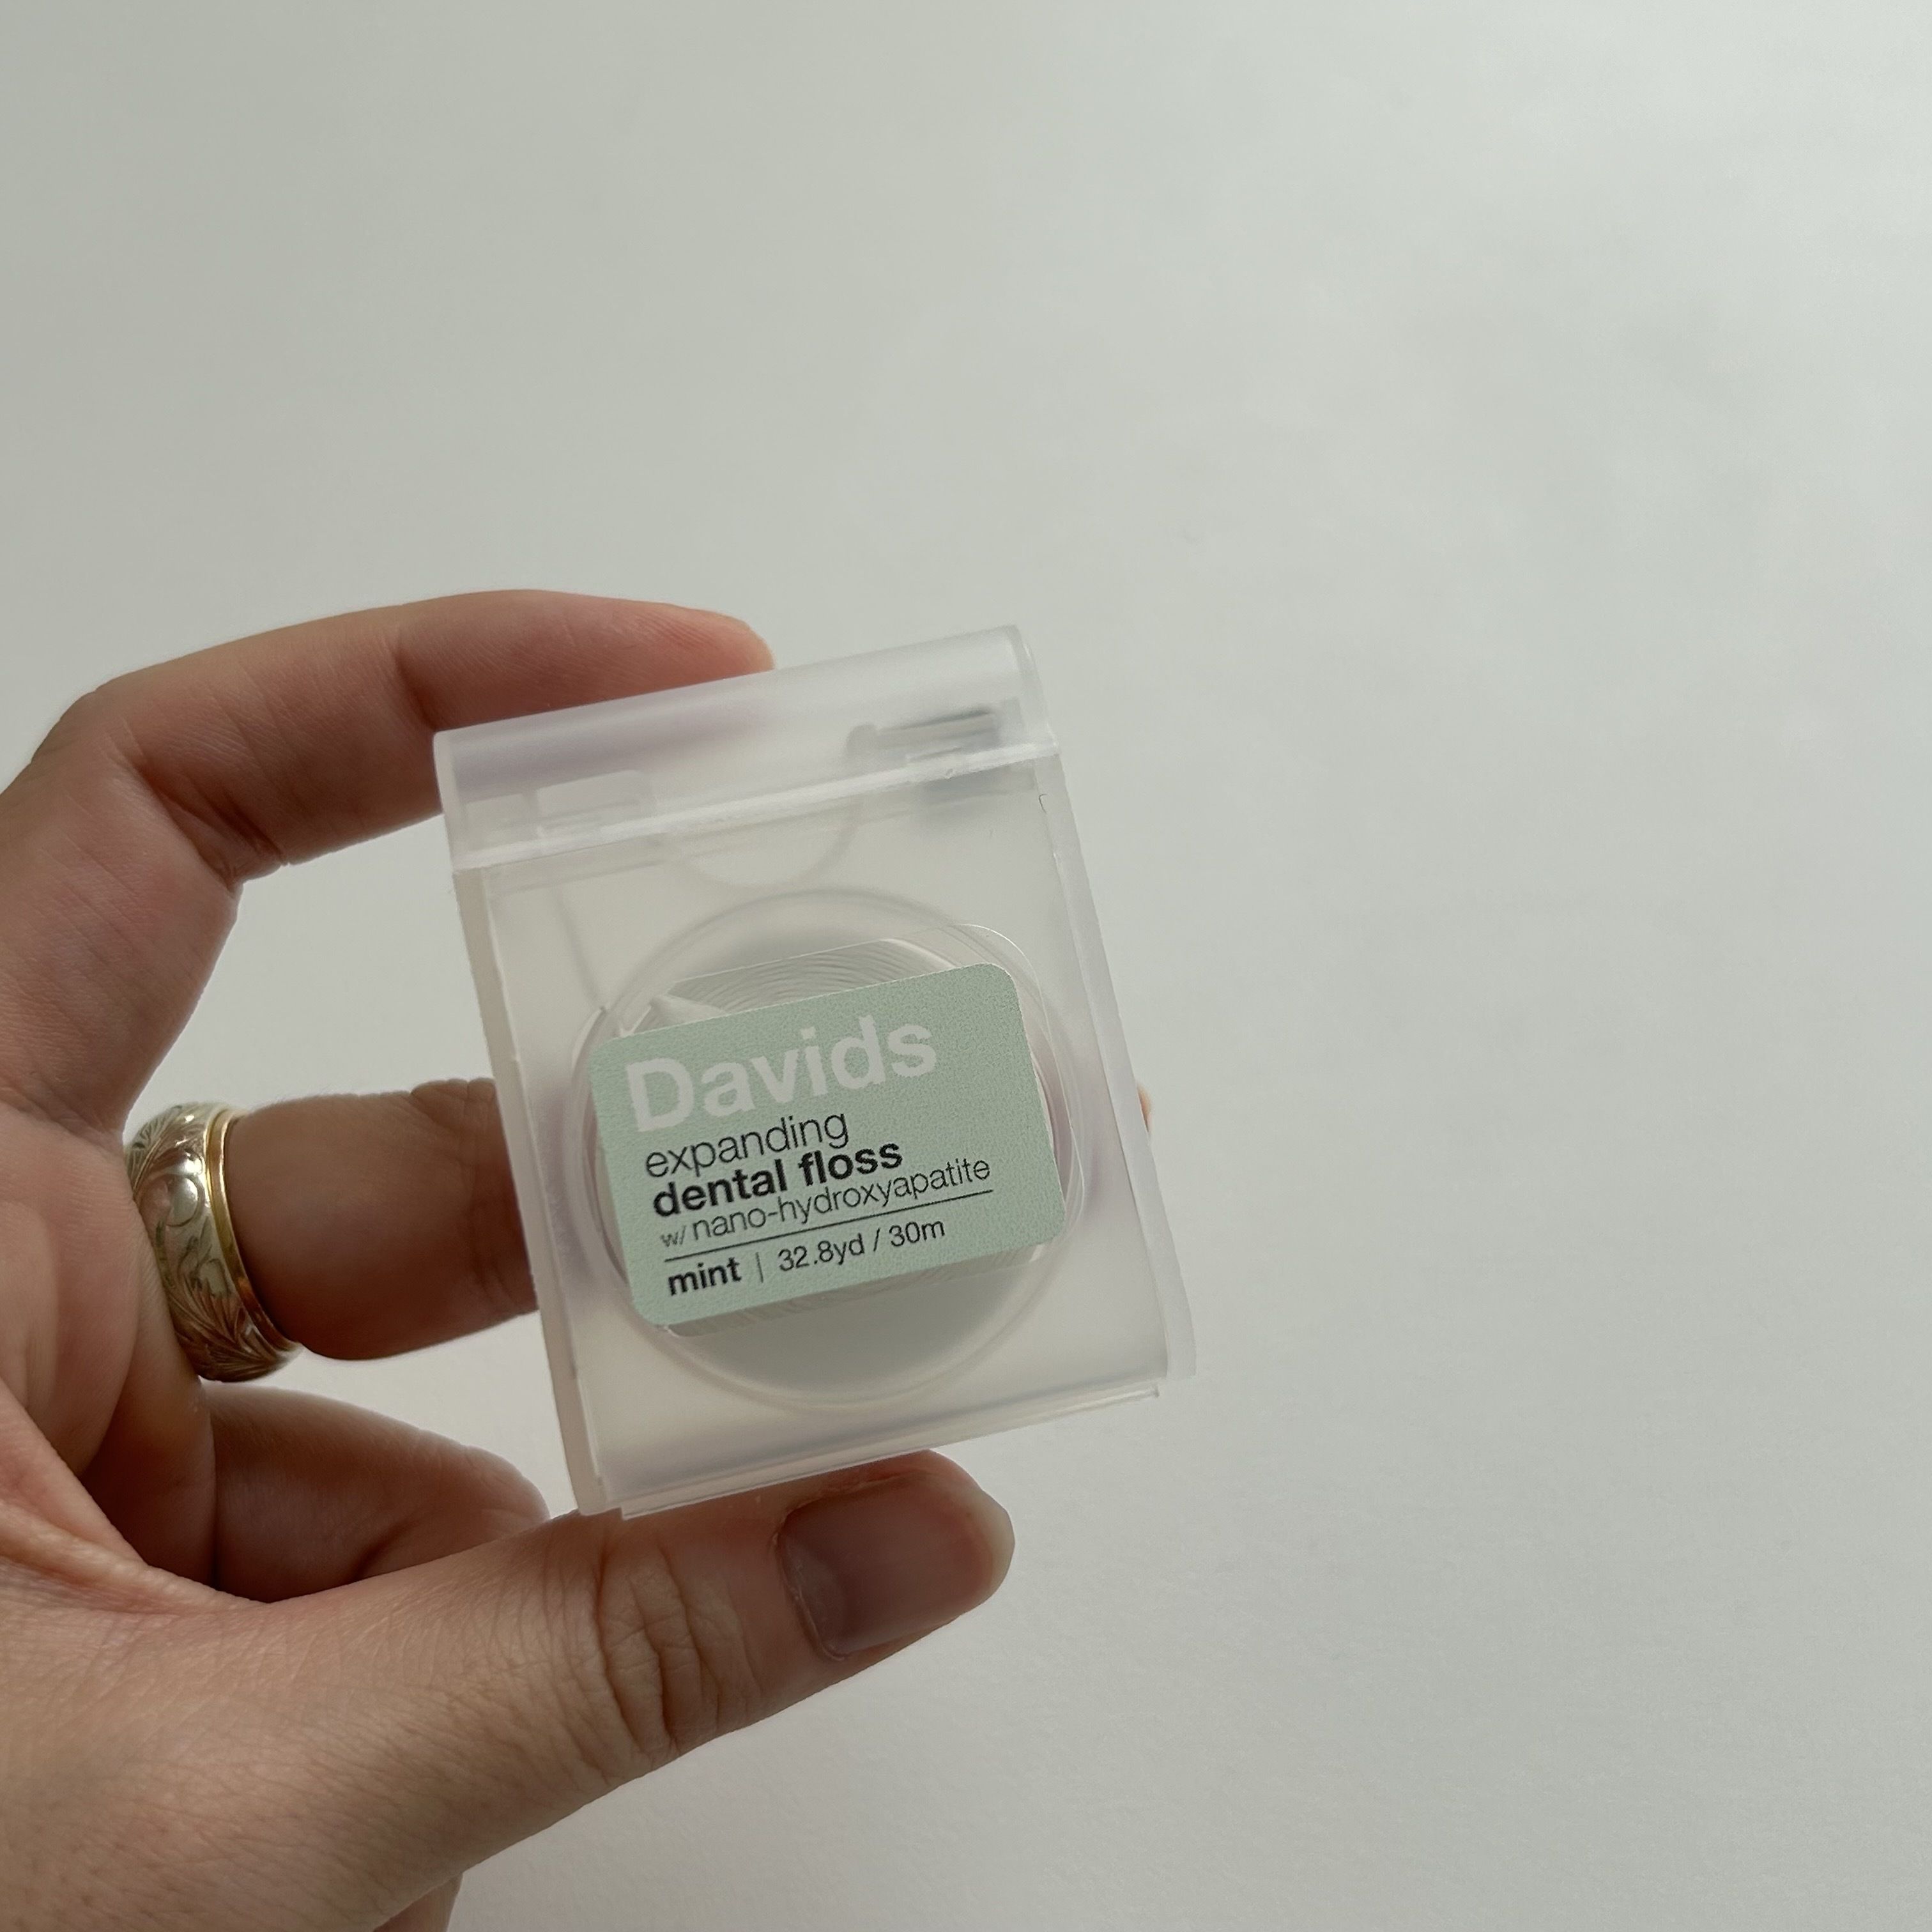 Davids
expanding
dental floss
w/ nano-hydroxyapatite
mint | 32.8yd / 30m